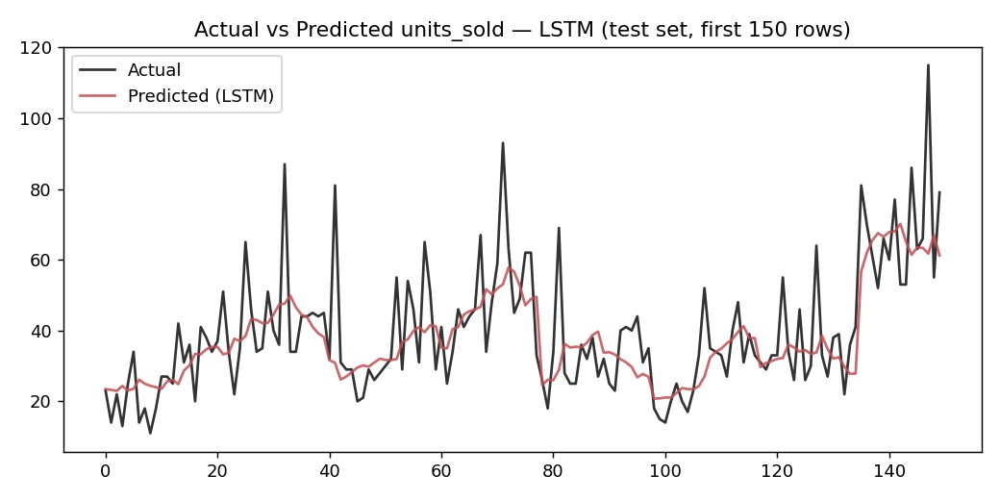 Actual vs Predicted units_sold — LSTM (test set, first 150 rows)
Actual
Predicted (LSTM)
120
100
80
60
40
20
0 20 40 60 80 100 120 140